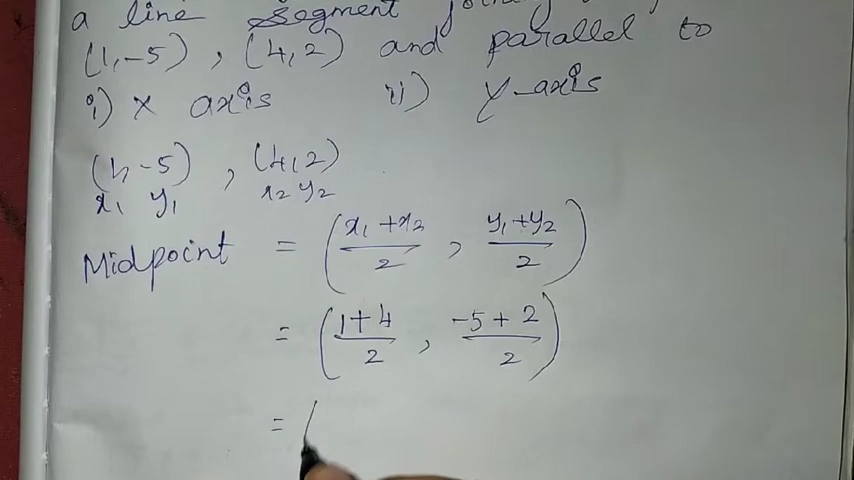 a line segment
(1,-5), (4,2) and parallel to
i) x axis ii) y-axis
(1,-5), (4,2)
x₁ y₁ x₂ y₂
Midpoint = (x₁+x₂/2, y₁+y₂/2)
= (1+4/2, -5+2/2)
= (